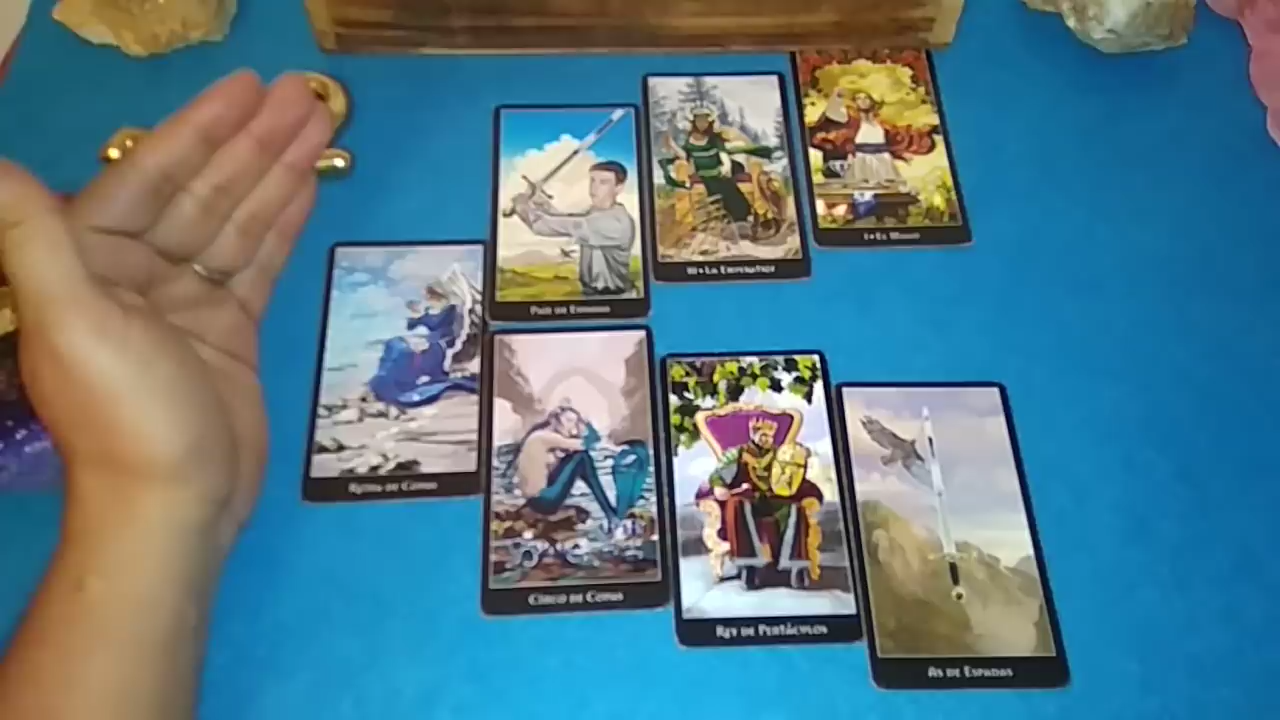 I • El Mago
III • La Emperatriz
Paje de Espadas
Reina de Copas
Cinco de Copas
Rey de Pentáculos
As de Espadas